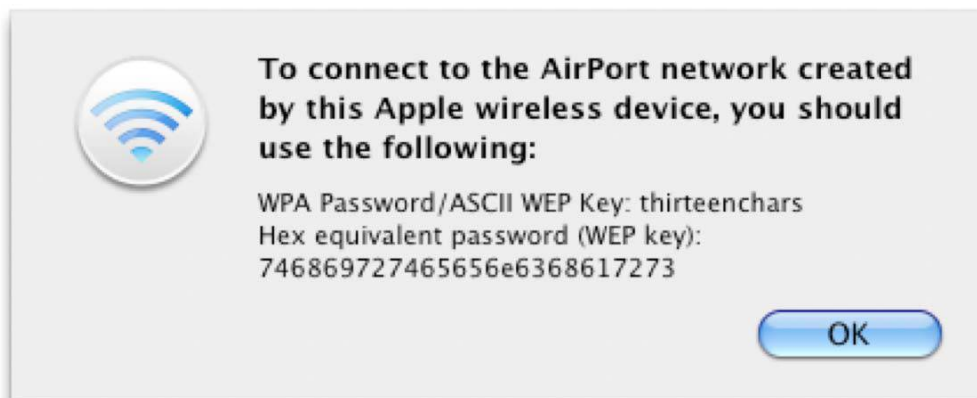 To connect to the AirPort network created
by this Apple wireless device, you should
use the following:
WPA Password/ASCII WEP Key: thirteenchars
Hex equivalent password (WEP key):
746869727465656e6368617273
OK